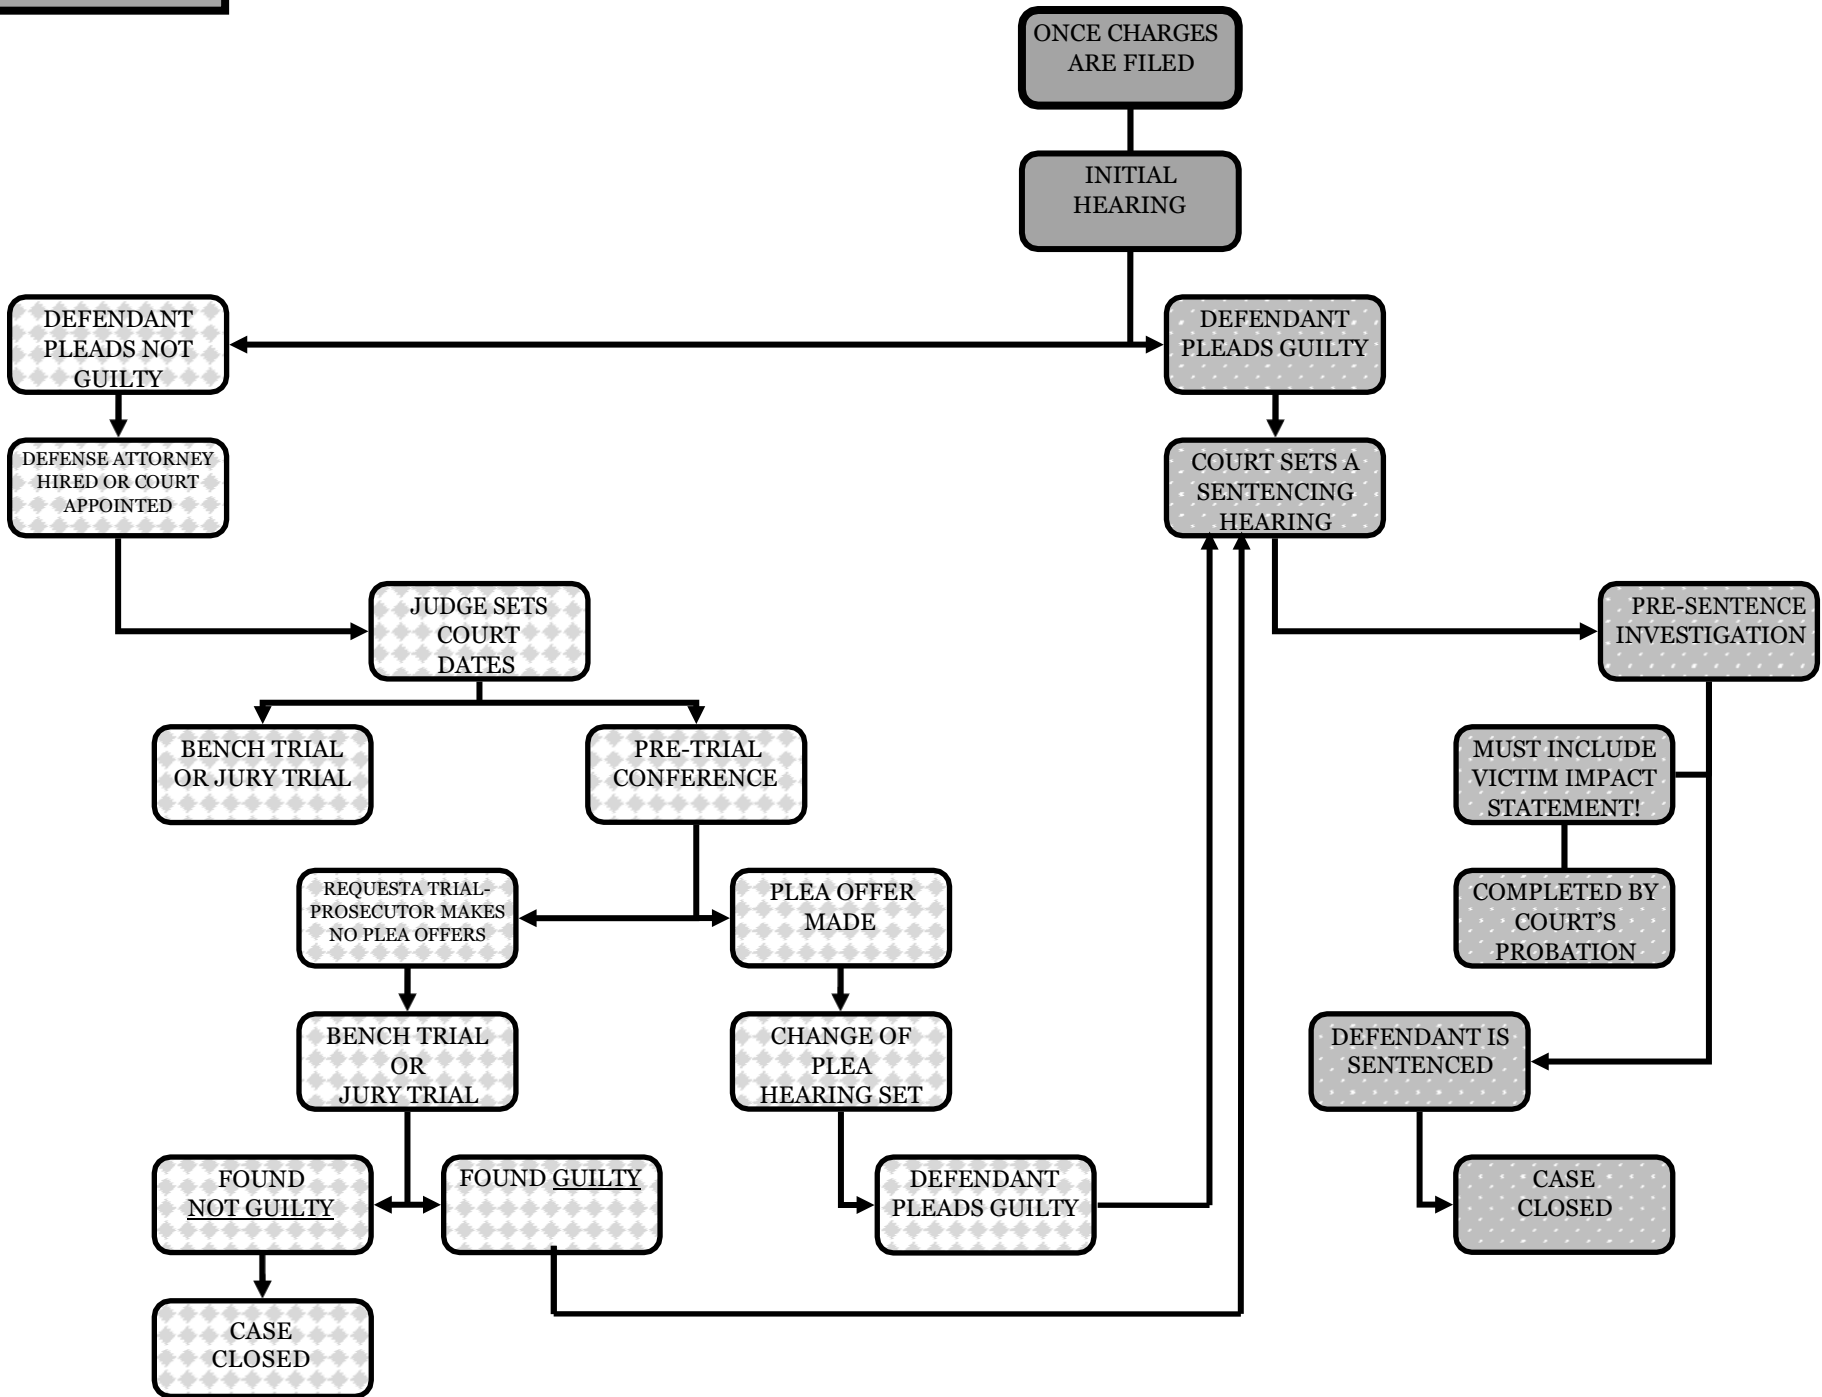 ONCE CHARGES
ARE FILED
INITIAL
HEARING
DEFENDANT
PLEADS NOT
GUILTY
DEFENDANT
PLEADS GUILTY
DEFENSE ATTORNEY
HIRED OR COURT
APPOINTED
COURT SETS A
SENTENCING
HEARING
JUDGE SETS
COURT
DATES
PRE-SENTENCE
INVESTIGATION
BENCH TRIAL
OR JURY TRIAL
PRE-TRIAL
CONFERENCE
MUST INCLUDE
VICTIM IMPACT
STATEMENT!
REQUESTA TRIAL-
PROSECUTOR MAKES
NO PLEA OFFERS
PLEA OFFER
MADE
COMPLETED BY
COURT’S
PROBATION
BENCH TRIAL
OR
JURY TRIAL
CHANGE OF
PLEA
HEARING SET
DEFENDANT IS
SENTENCED
FOUND
NOT GUILTY
FOUND GUILTY
DEFENDANT
PLEADS GUILTY
CASE
CLOSED
CASE
CLOSED